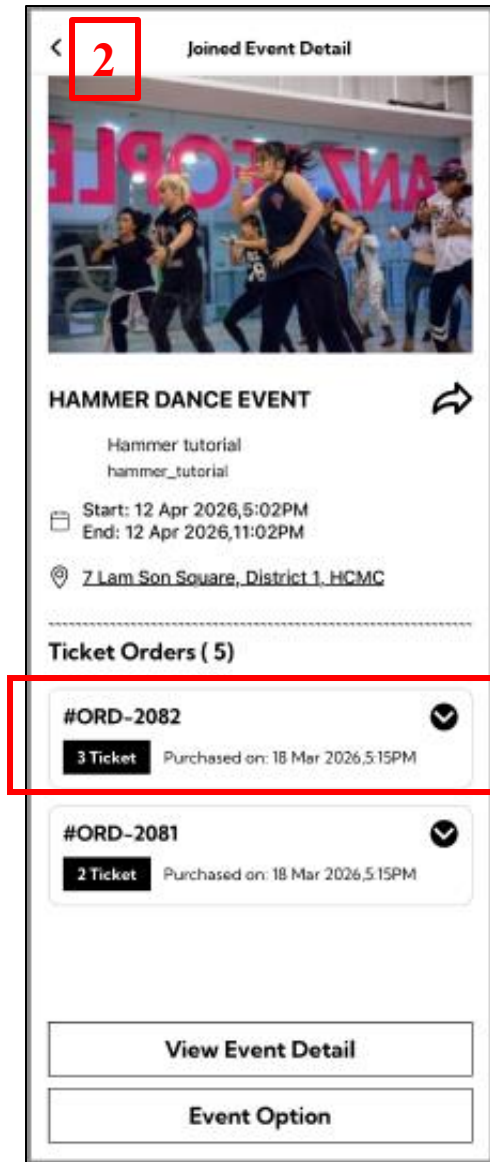 2
Joined Event Detail
HAMMER DANCE EVENT
Hammer tutorial
hammer_tutorial
Start: 12 Apr 2026,5:02PM
End: 12 Apr 2026,11:02PM
7 Lam Son Square, District 1, HCMC
Ticket Orders ( 5)
#ORD-2082
3 Ticket Purchased on: 18 Mar 2026,5:15PM
#ORD-2081
2 Ticket Purchased on: 18 Mar 2026,5:15PM
View Event Detail
Event Option